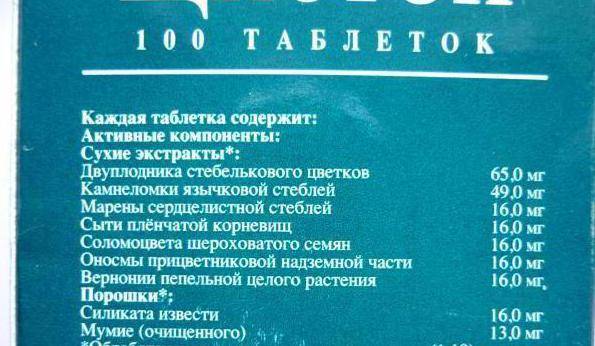 100 ТАБЛЕТОК
Каждая таблетка содержит:
Активные компоненты:
Сухие экстракты*:
Двуплодника стебелькового цветков 65,0 мг
Камнеломки язычковой стеблей 49,0 мг
Марены сердцелистной стеблей 16,0 мг
Сыти плёнчатой корневищ 16,0 мг
Соломоцвета шероховатого семян 16,0 мг
Оносмы прицветниковой надземной части 16,0 мг
Вернонии пепельной целого растения 16,0 мг.
Порошки*:
Силиката извести 16,0 мг
Мумие (очищенного) 13,0 мг